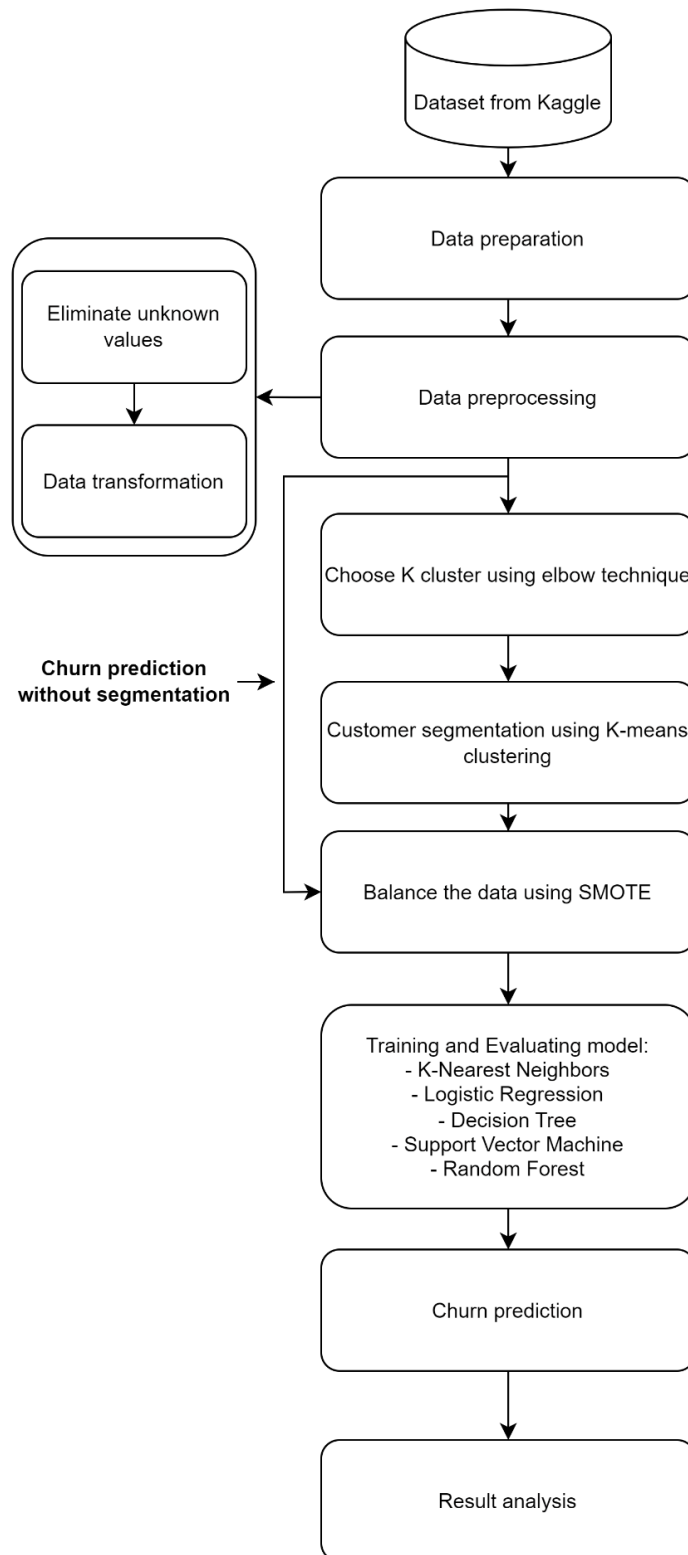 Dataset from Kaggle
Data preparation
Eliminate unknown
values
Data preprocessing
Data transformation
Choose K cluster using elbow technique
Churn prediction
without segmentation
Customer segmentation using K-means
clustering
Balance the data using SMOTE
Training and Evaluating model:
- K-Nearest Neighbors
- Logistic Regression
- Decision Tree
- Support Vector Machine
- Random Forest
Churn prediction
Result analysis